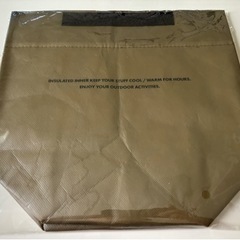 INSULATED INNER KEEP YOUR STUFF COOL / WARM FOR HOURS.
ENJOY YOUR OUTDOOR ACTIVITIES.